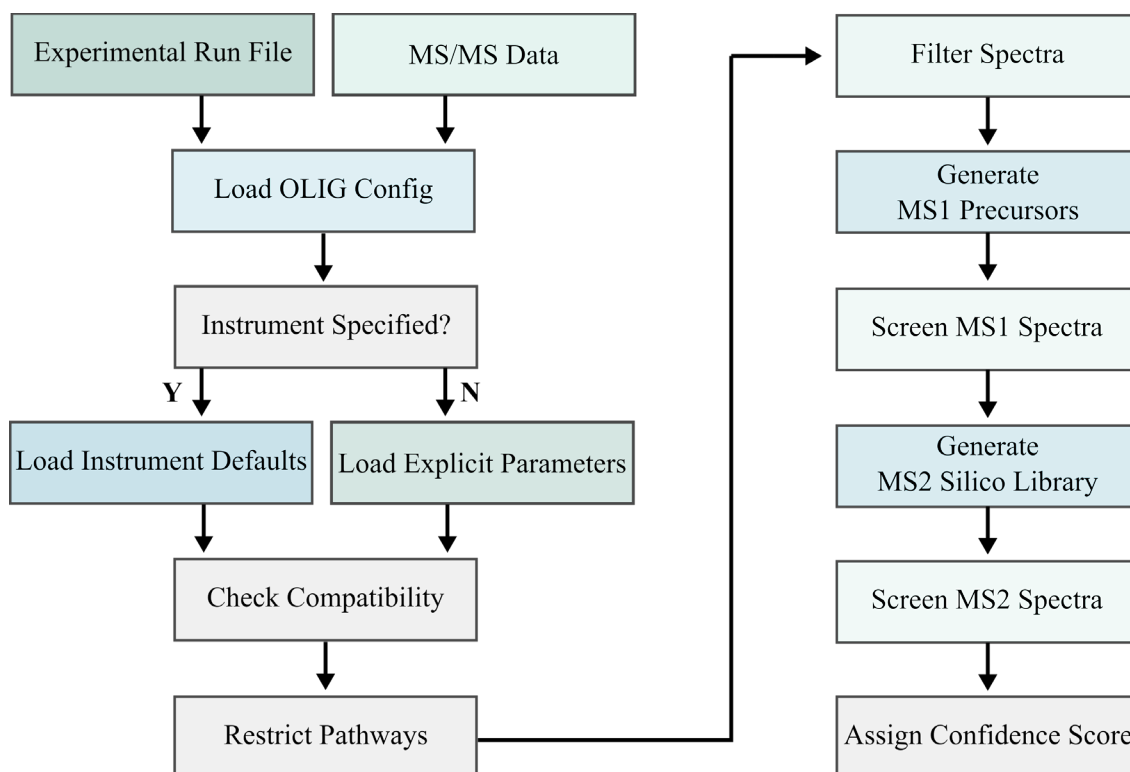 Experimental Run File
MS/MS Data
Load OLIG Config
Instrument Specified?
Y
N
Load Instrument Defaults
Load Explicit Parameters
Check Compatibility
Restrict Pathways
Filter Spectra
Generate
MS1 Precursors
Screen MS1 Spectra
Generate
MS2 Silico Library
Screen MS2 Spectra
Assign Confidence Score